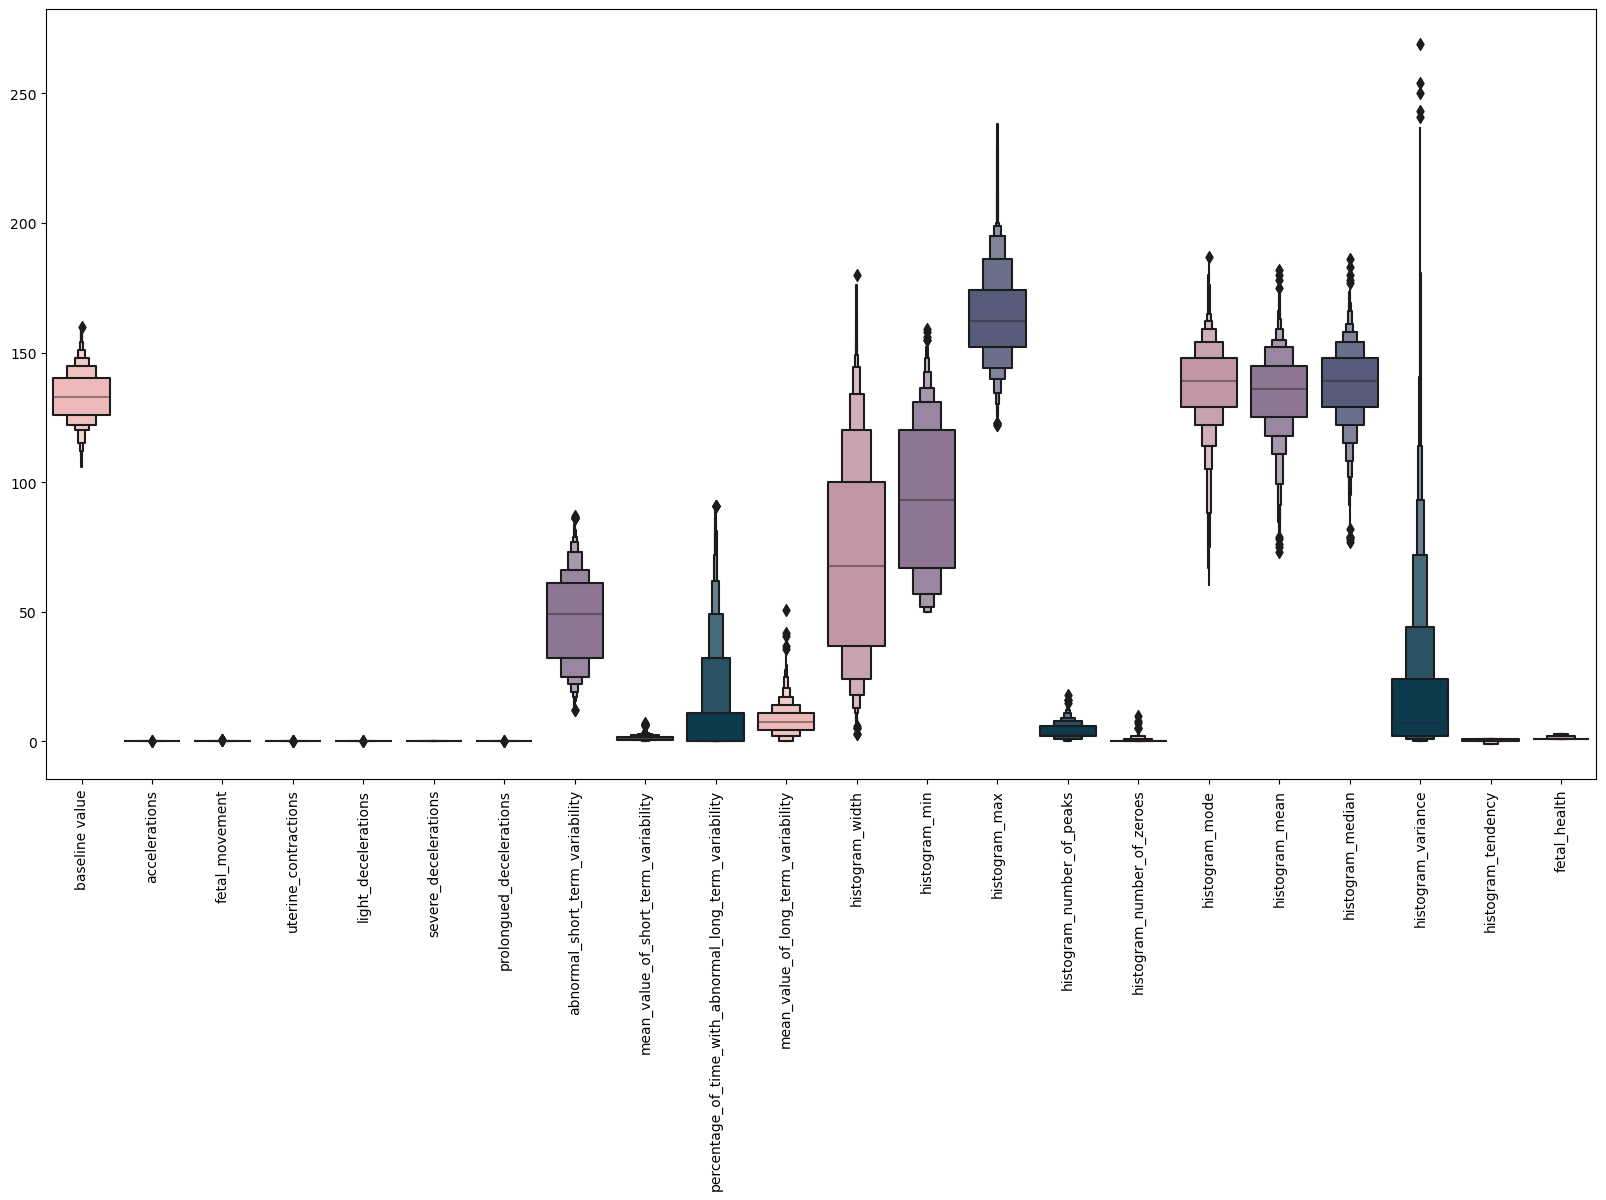 250
200
150
100
50
0
baseline value
accelerations
fetal_movement
uterine_contractions
light_decelerations
severe_decelerations
prolongued_decelerations
abnormal_short_term_variability
mean_value_of_short_term_variability
percentage_of_time_with_abnormal_long_term_variability
mean_value_of_long_term_variability
histogram_width
histogram_min
histogram_max
histogram_number_of_peaks
histogram_number_of_zeroes
histogram_mode
histogram_mean
histogram_median
histogram_variance
histogram_tendency
fetal_health